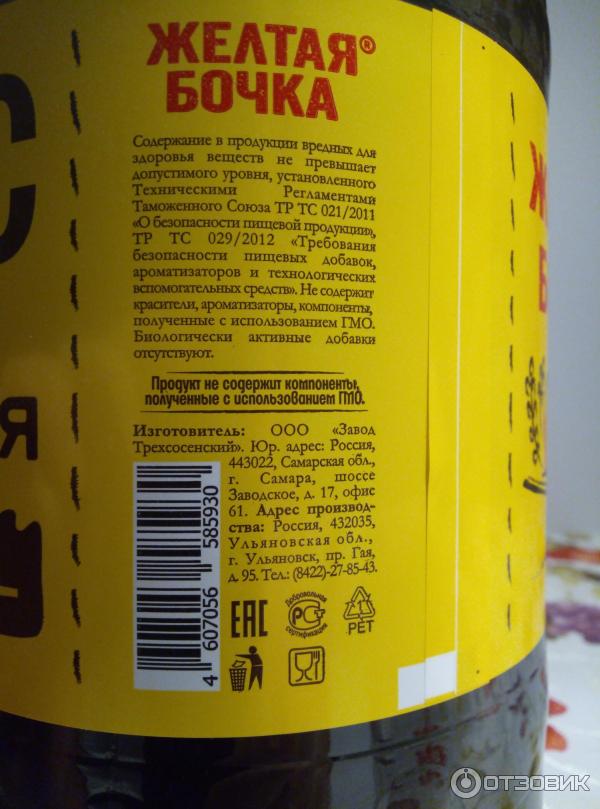 ЖЕЛТАЯ®
БОЧКА
Содержание в продукции вредных для
здоровья веществ не превышает
допустимого уровня, установленного
Техническими Регламентами
Таможенного Союза ТР ТС 021/2011
«О безопасности пищевой продукции»,
ТР ТС 029/2012 «Требования
безопасности пищевых добавок,
ароматизаторов и технологических
вспомогательных средств». Не содержит
красители, ароматизаторы, компоненты,
полученные с использованием ГМО.
Биологически активные добавки
отсутствуют.
Продукт не содержит компоненты,
полученные с использованием ГМО.
Изготовитель: ООО «Завод
Трехсосенский». Юр. адрес: Россия,
443022, Самарская обл.,
г. Самара, шоссе
Заводское, д. 17, офис
61. Адрес производ-
ства: Россия, 432035,
Ульяновская обл.,
г. Ульяновск, пр. Гая,
д. 95. Тел.: (8422)-27-85-43.
4 607056 585930
ЕАС
Добровольная
РСТ
сертификация
1
PET
С
Я
Ж
Б
ОТЗОВИК